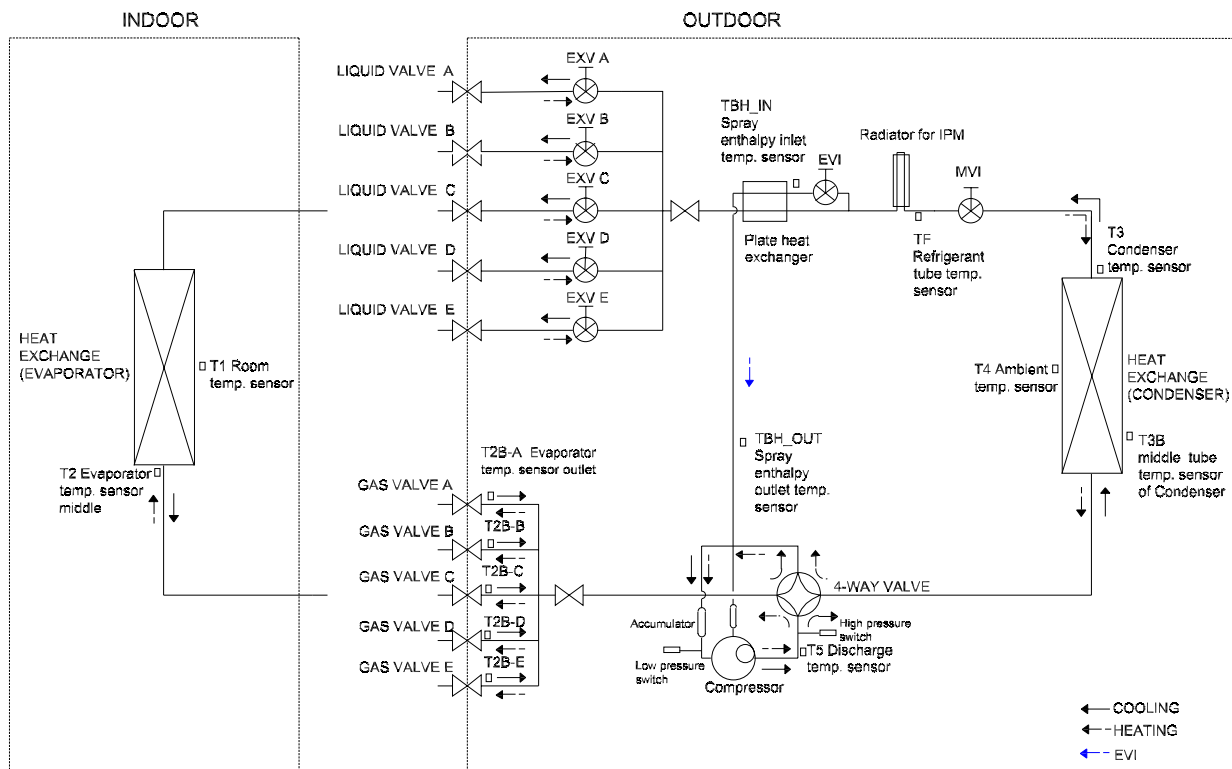 INDOOR
OUTDOOR
LIQUID VALVE A
EXV A
LIQUID VALVE B
EXV B
LIQUID VALVE C
EXV C
LIQUID VALVE D
EXV D
LIQUID VALVE E
EXV E
TBH_IN
Spray
enthalpy inlet
temp. sensor
EVI
Radiator for IPM
MVI
Plate heat
exchanger
TF
Refrigerant
tube temp.
sensor
T3
Condenser
temp. sensor
HEAT
EXCHANGE
(EVAPORATOR)
T1 Room
temp. sensor
T4 Ambient
temp. sensor
HEAT
EXCHANGE
(CONDENSER)
T2 Evaporator
temp. sensor
middle
T2B-A Evaporator
temp. sensor outlet
TBH_OUT
Spray
enthalpy
outlet temp.
sensor
T3B
middle tube
temp. sensor
of Condenser
GAS VALVE A
GAS VALVE B
T2B-B
GAS VALVE C
T2B-C
GAS VALVE D
T2B-D
GAS VALVE E
T2B-E
4-WAY VALVE
Accumulator
High pressure
switch
Low pressure
switch
T5 Discharge
temp. sensor
Compressor
COOLING
HEATING
EVI